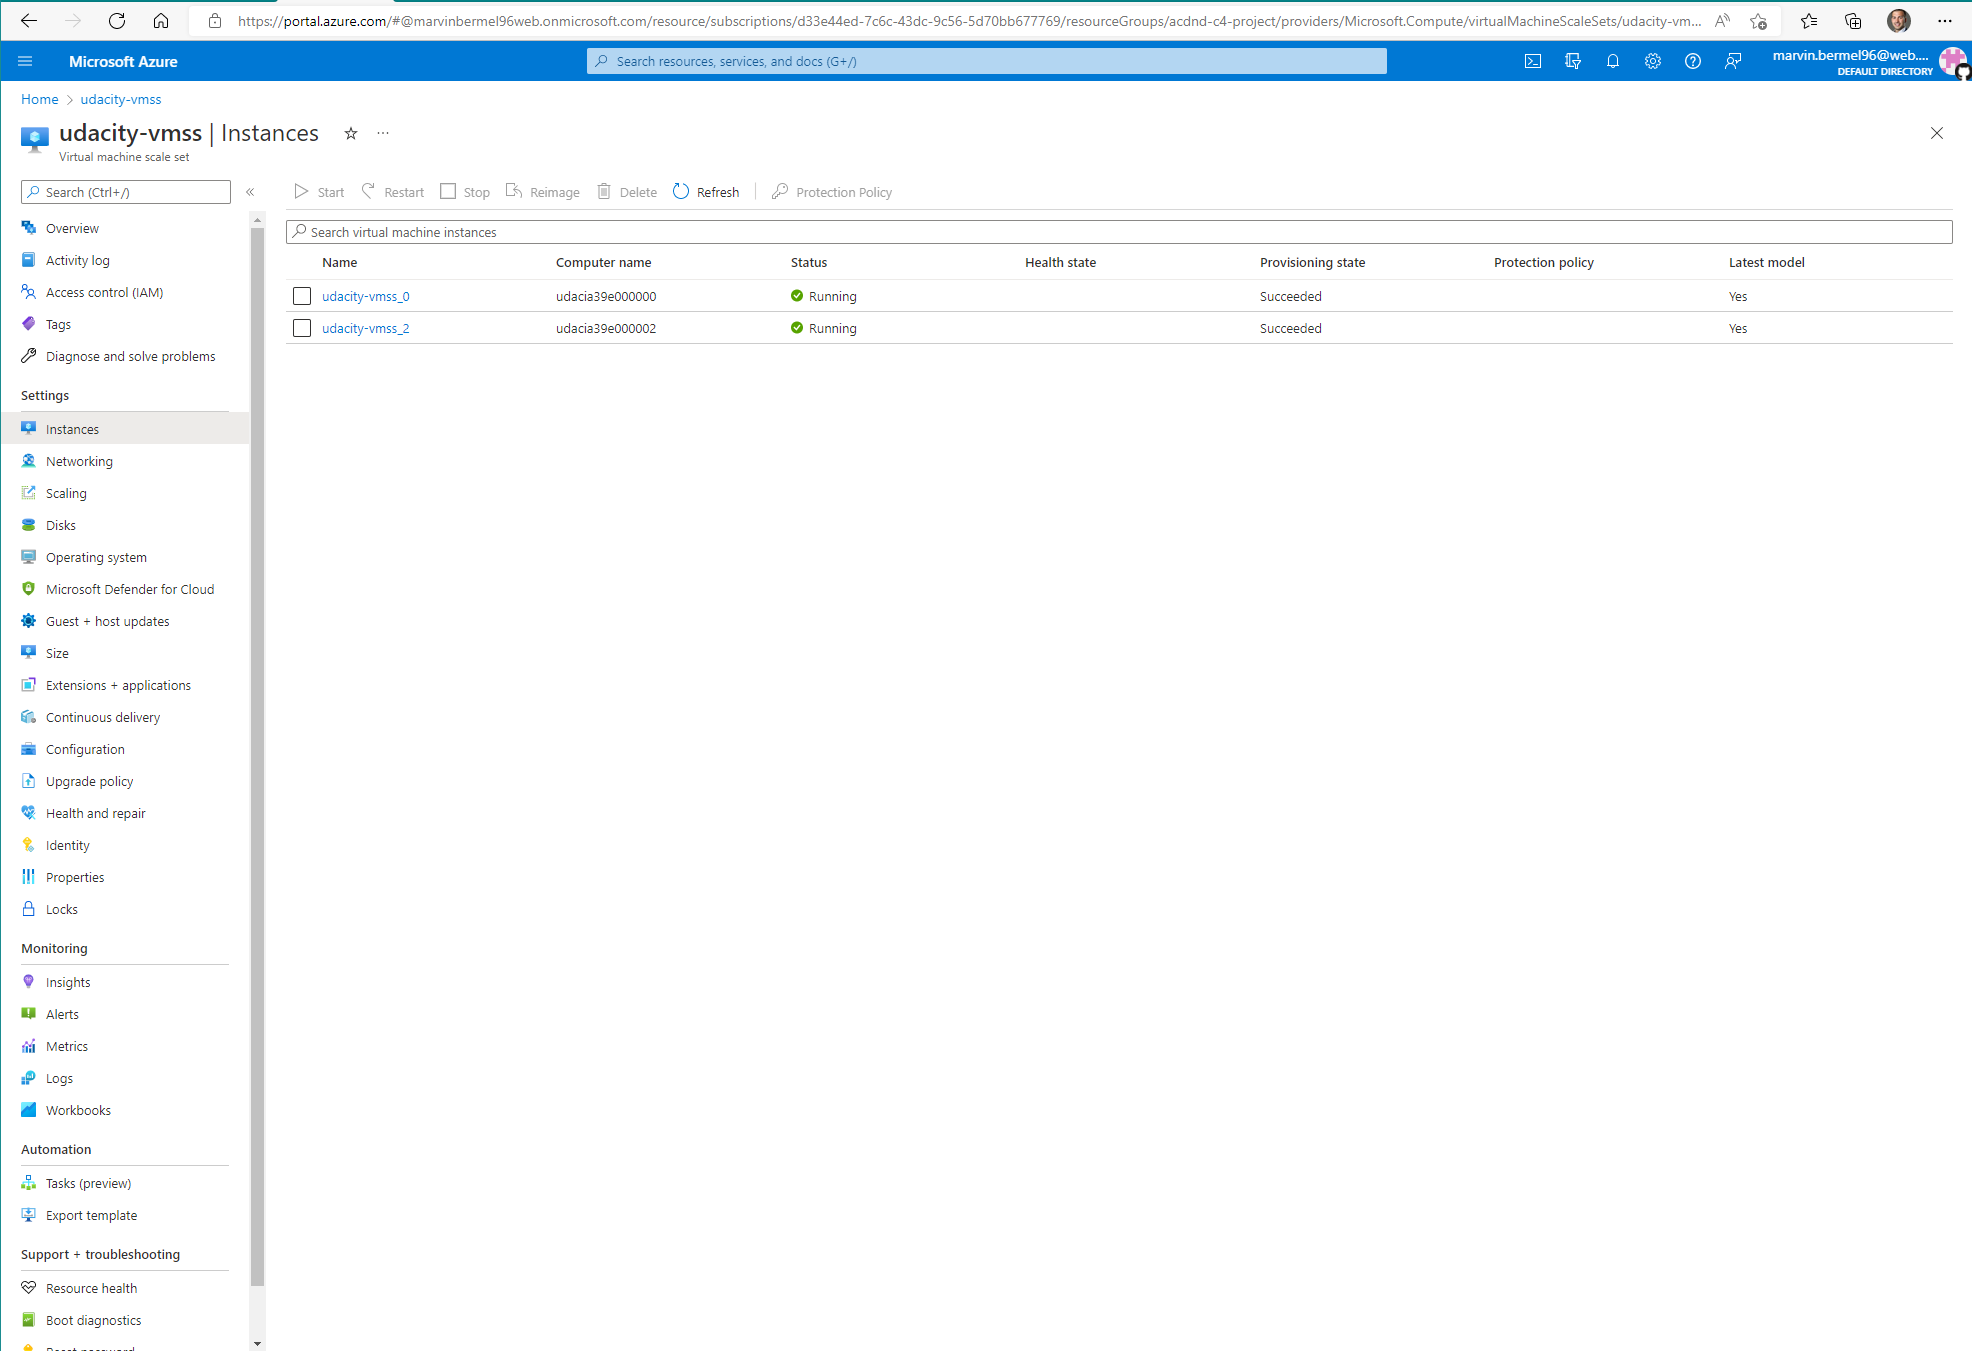 https://portal.azure.com/#@marvinbermel96web.onmicrosoft.com/resource/subscriptions/d33e44ed-7c6c-43dc-9c56-5d70bb677769/resourceGroups/acdnd-c4-project/providers/Microsoft.Compute/virtualMachineScaleSets/udacity-vm...
Microsoft Azure
Search resources, services, and docs (G+/)
marvin.bermel96@web....
DEFAULT DIRECTORY
Home > udacity-vmss
udacity-vmss | Instances
Virtual machine scale set
Search (Ctrl+/)
Start Restart Stop Reimage Delete Refresh Protection Policy
Search virtual machine instances
Name Computer name Status Health state Provisioning state Protection policy Latest model
udacity-vmss_0 udacia39e000000 Running Succeeded Yes
udacity-vmss_2 udacia39e000002 Running Succeeded Yes
Overview
Activity log
Access control (IAM)
Tags
Diagnose and solve problems
Settings
Instances
Networking
Scaling
Disks
Operating system
Microsoft Defender for Cloud
Guest + host updates
Size
Extensions + applications
Continuous delivery
Configuration
Upgrade policy
Health and repair
Identity
Properties
Locks
Monitoring
Insights
Alerts
Metrics
Logs
Workbooks
Automation
Tasks (preview)
Export template
Support + troubleshooting
Resource health
Boot diagnostics